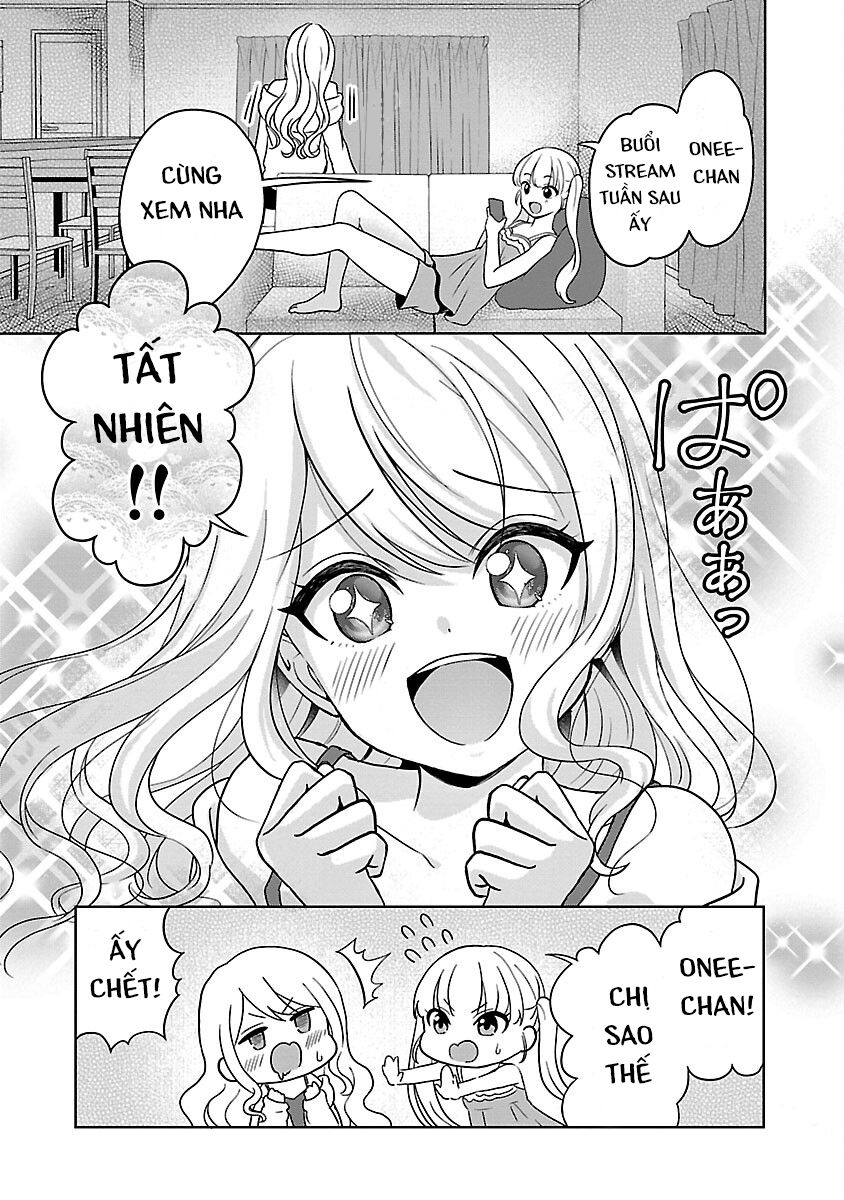 ONEE-
CHAN
BUỔI
STREAM
TUẦN SAU
ẤY
CÙNG
XEM NHA
ぱあぁっ
TẤT
NHIÊN
!!
ONEE-
CHAN!
CHỊ
SAO THẾ
ẤY
CHẾT!